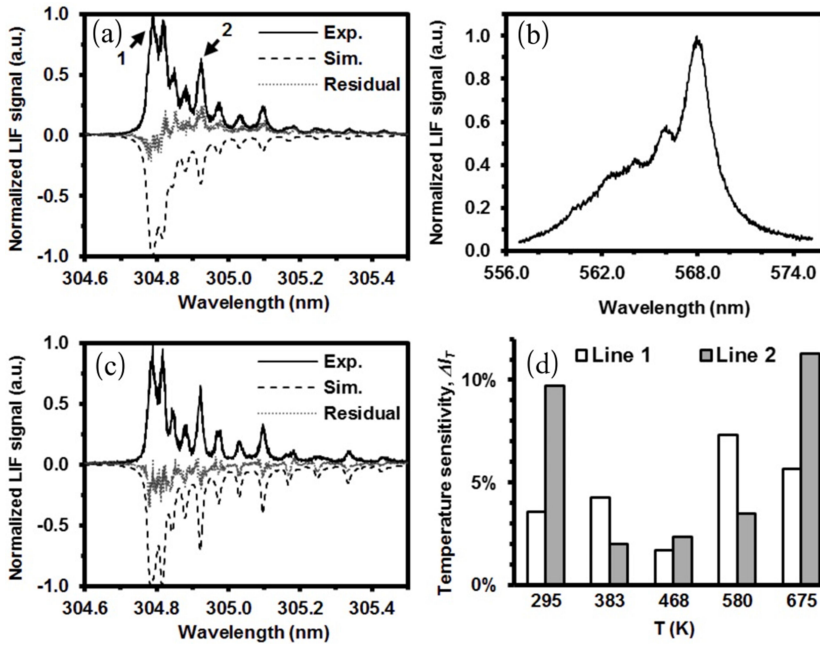 (a)
1
2
Exp.
Sim.
Residual
Normalized LIF signal (a.u.)
1.0
0.5
0.0
-0.5
-1.0
304.6 304.8 305.0 305.2 305.4
Wavelength (nm)
(b)
Normalized LIF signal (a.u.)
1.0
0.8
0.6
0.4
0.2
0.0
556.0 562.0 568.0 574.0
Wavelength (nm)
(c)
Exp.
Sim.
Residual
Normalized LIF signal (a.u.)
1.0
0.5
0.0
-0.5
-1.0
304.6 304.8 305.0 305.2 305.4
Wavelength (nm)
(d)
Line 1 Line 2
Temperature sensitivity, ΔI_T
10%
5%
0%
295 383 468 580 675
T (K)